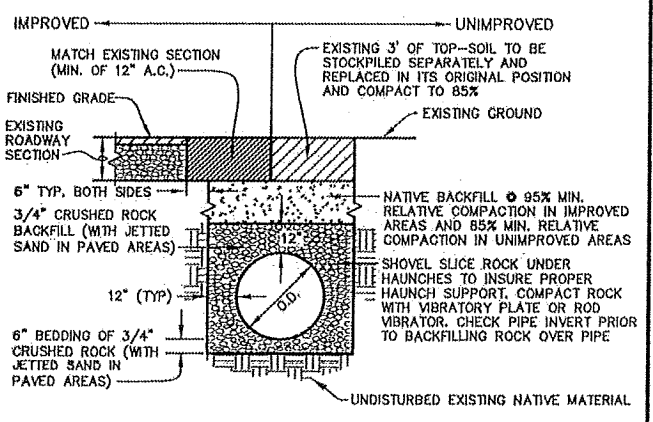 IMPROVED
UNIMPROVED
MATCH EXISTING SECTION
(MIN. OF 12" A.C.)
EXISTING 3' OF TOP-SOIL TO BE
STOCKPILED SEPARATELY AND
REPLACED IN ITS ORIGINAL POSITION
AND COMPACT TO 85%
FINISHED GRADE
EXISTING GROUND
EXISTING
ROADWAY
SECTION
6" TYP. BOTH SIDES
3/4" CRUSHED ROCK
BACKFILL (WITH JETTED
SAND IN PAVED AREAS)
NATIVE BACKFILL @ 95% MIN.
RELATIVE COMPACTION IN IMPROVED
AREAS AND 85% MIN. RELATIVE
COMPACTION IN UNIMPROVED AREAS
12"
SHOVEL SLICE ROCK UNDER
HAUNCHES TO INSURE PROPER
HAUNCH SUPPORT. COMPACT ROCK
WITH VIBRATORY PLATE OR ROD
VIBRATOR. CHECK PIPE INVERT PRIOR
TO BACKFILLING ROCK OVER PIPE
12" (TYP)
O.D.
6" BEDDING OF 3/4"
CRUSHED ROCK (WITH
JETTED SAND IN
PAVED AREAS)
UNDISTURBED EXISTING NATIVE MATERIAL